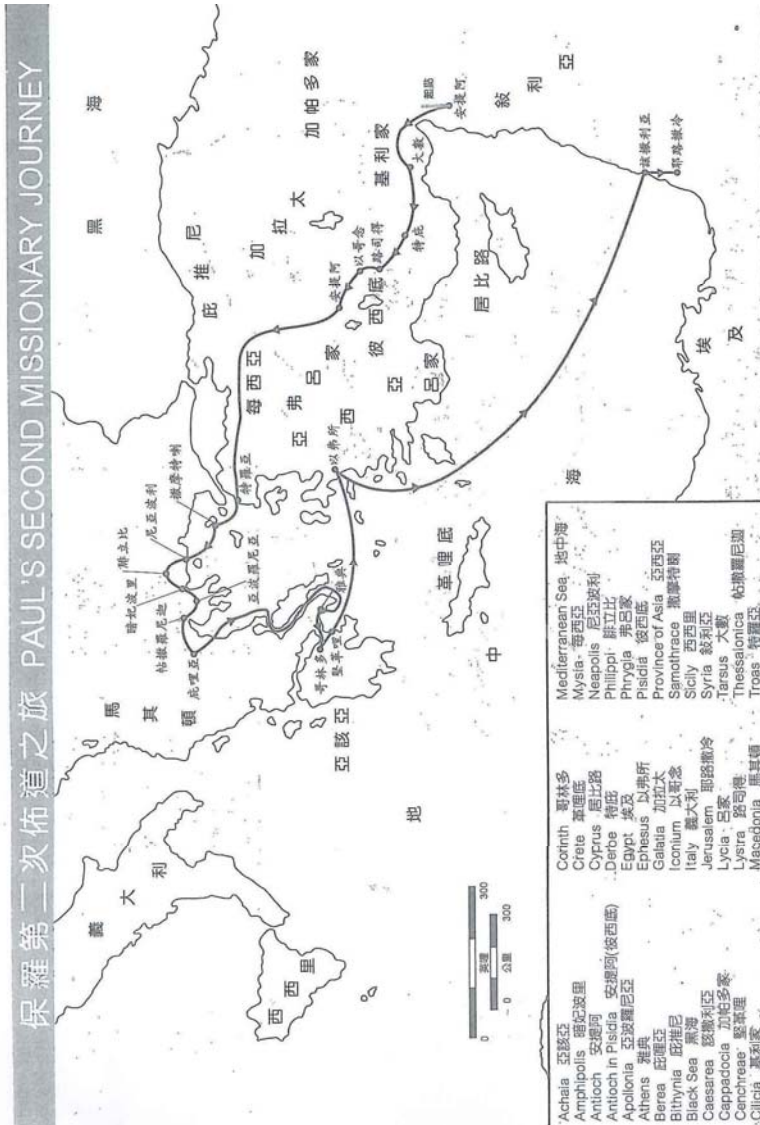 保羅第二次佈道之旅 PAUL'S SECOND MISSIONARY JOURNEY
黑海
義大利
西西里
馬其頓
亞該亞
庇推尼
加拉太
加帕多家
基利家
敍利亞
每西亞
弗呂家
彼西底
亞西亞
呂家
居比路
革哩底
地中海
埃及
起點
安提阿
大數
特庇
路司得
以哥念
安提阿
特羅亞
撒摩特喇
尼亞波利
腓立比
暗妃波里
亞波羅尼亞
帖撒羅尼迦
庇哩亞
雅典
哥林多
堅革哩
以弗所
該撒利亞
耶路撒冷
0 300
英哩
公里
0 300
Achaia 亞該亞
Amphipolis 暗妃波里
Antioch 安提阿
Antioch in Pisidia 安提阿(彼西底)
Apollonia 亞波羅尼亞
Athens 雅典
Berea 庇哩亞
Bithynia 庇推尼
Black Sea 黑海
Caesarea 該撒利亞
Cappadocia 加帕多家
Cenchreae 堅革哩
Cilicia 基利家
Corinth 哥林多
Crete 革哩底
Cyprus 居比路
Derbe 特庇
Egypt 埃及
Ephesus 以弗所
Galatia 加拉太
Iconium 以哥念
Italy 義大利
Jerusalem 耶路撒冷
Lycia 呂家
Lystra 路司得
Macedonia 馬其頓
Mediterranean Sea 地中海
Mysia 每西亞
Neapolis 尼亞波利
Philippi 腓立比
Phrygia 弗呂家
Pisidia 彼西底
Province of Asia 亞西亞
Samothrace 撒摩特喇
Sicily 西西里
Syria 敍利亞
Tarsus 大數
Thessalonica 帖撒羅尼迦
Troas 特羅亞